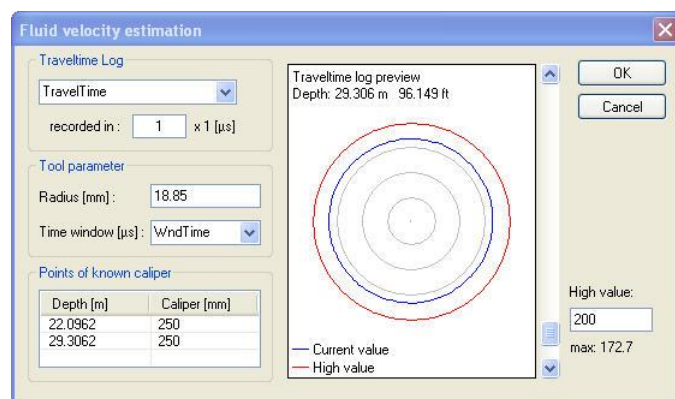 Fluid velocity estimation
Traveltime Log
TravelTime
recorded in : 1 x 1 [µs]
Tool parameter
Radius [mm] : 18.85
Time window [µs] : WndTime
Points of known caliper
Depth [m] Caliper [mm]
22.0962 250
29.3062 250
Traveltime log preview
Depth: 29.306 m 96.149 ft
Current value
High value
OK
Cancel
High value:
200
max: 172.7